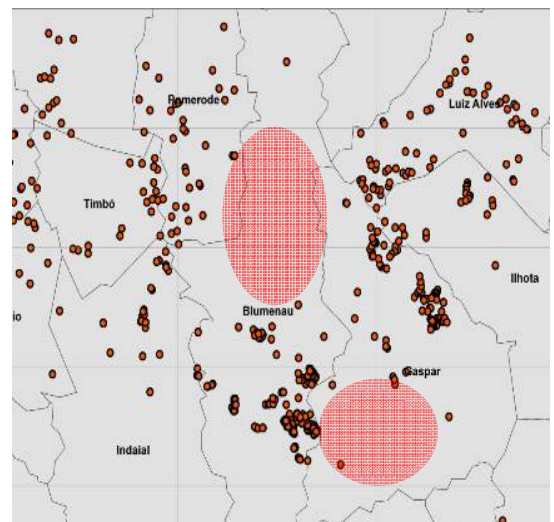 Pomerode
Luiz Alves
Timbó
Ilhota
Blumenau
io
Gaspar
Indaial